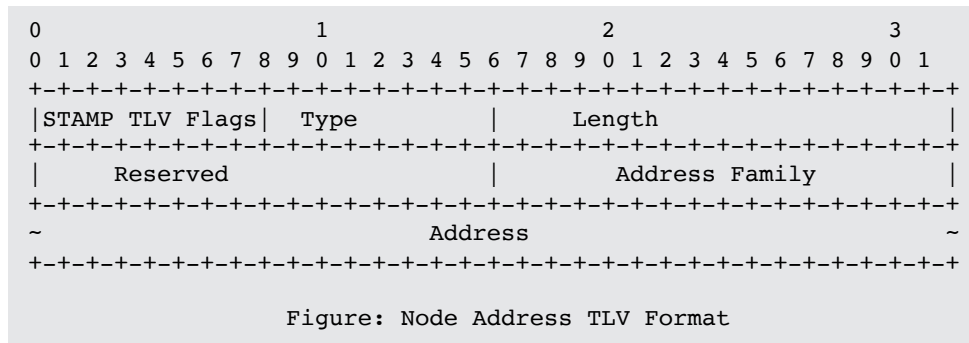 0                   1                   2                   3
0 1 2 3 4 5 6 7 8 9 0 1 2 3 4 5 6 7 8 9 0 1 2 3 4 5 6 7 8 9 0 1
+-+-+-+-+-+-+-+-+-+-+-+-+-+-+-+-+-+-+-+-+-+-+-+-+-+-+-+-+-+-+-+-+
|STAMP TLV Flags|  Type         |     Length                    |
+-+-+-+-+-+-+-+-+-+-+-+-+-+-+-+-+-+-+-+-+-+-+-+-+-+-+-+-+-+-+-+-+
|     Reserved                  |        Address Family         |
+-+-+-+-+-+-+-+-+-+-+-+-+-+-+-+-+-+-+-+-+-+-+-+-+-+-+-+-+-+-+-+-+
~                           Address                             ~
+-+-+-+-+-+-+-+-+-+-+-+-+-+-+-+-+-+-+-+-+-+-+-+-+-+-+-+-+-+-+-+-+
Figure: Node Address TLV Format